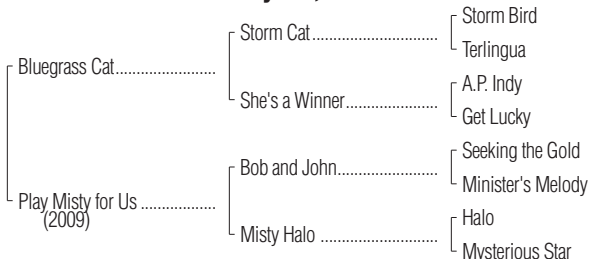 Storm Bird
Storm Cat
Terlingua
Bluegrass Cat
A.P. Indy
She's a Winner
Get Lucky
Seeking the Gold
Bob and John
Minister's Melody
Play Misty for Us
(2009)
Halo
Misty Halo
Mysterious Star